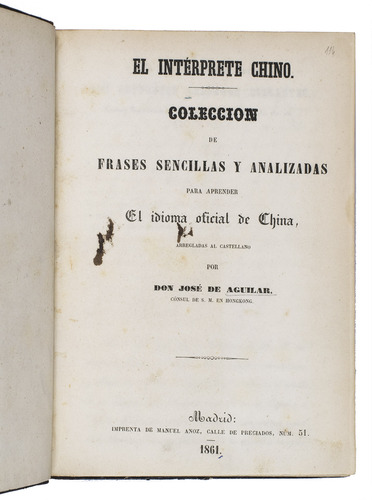 114
EL INTÉRPRETE CHINO.
COLECCION
DE
FRASES SENCILLAS Y ANALIZADAS
PARA APRENDER
El idioma oficial de China,
ARREGLADAS AL CASTELLANO
POR
DON JOSÉ DE AGUILAR,
CÓNSUL DE S. M. EN HONGKONG.
Madrid:
IMPRENTA DE MANUEL ANOZ, CALLE DE PRECIADOS, NÚM. 51.
1861.